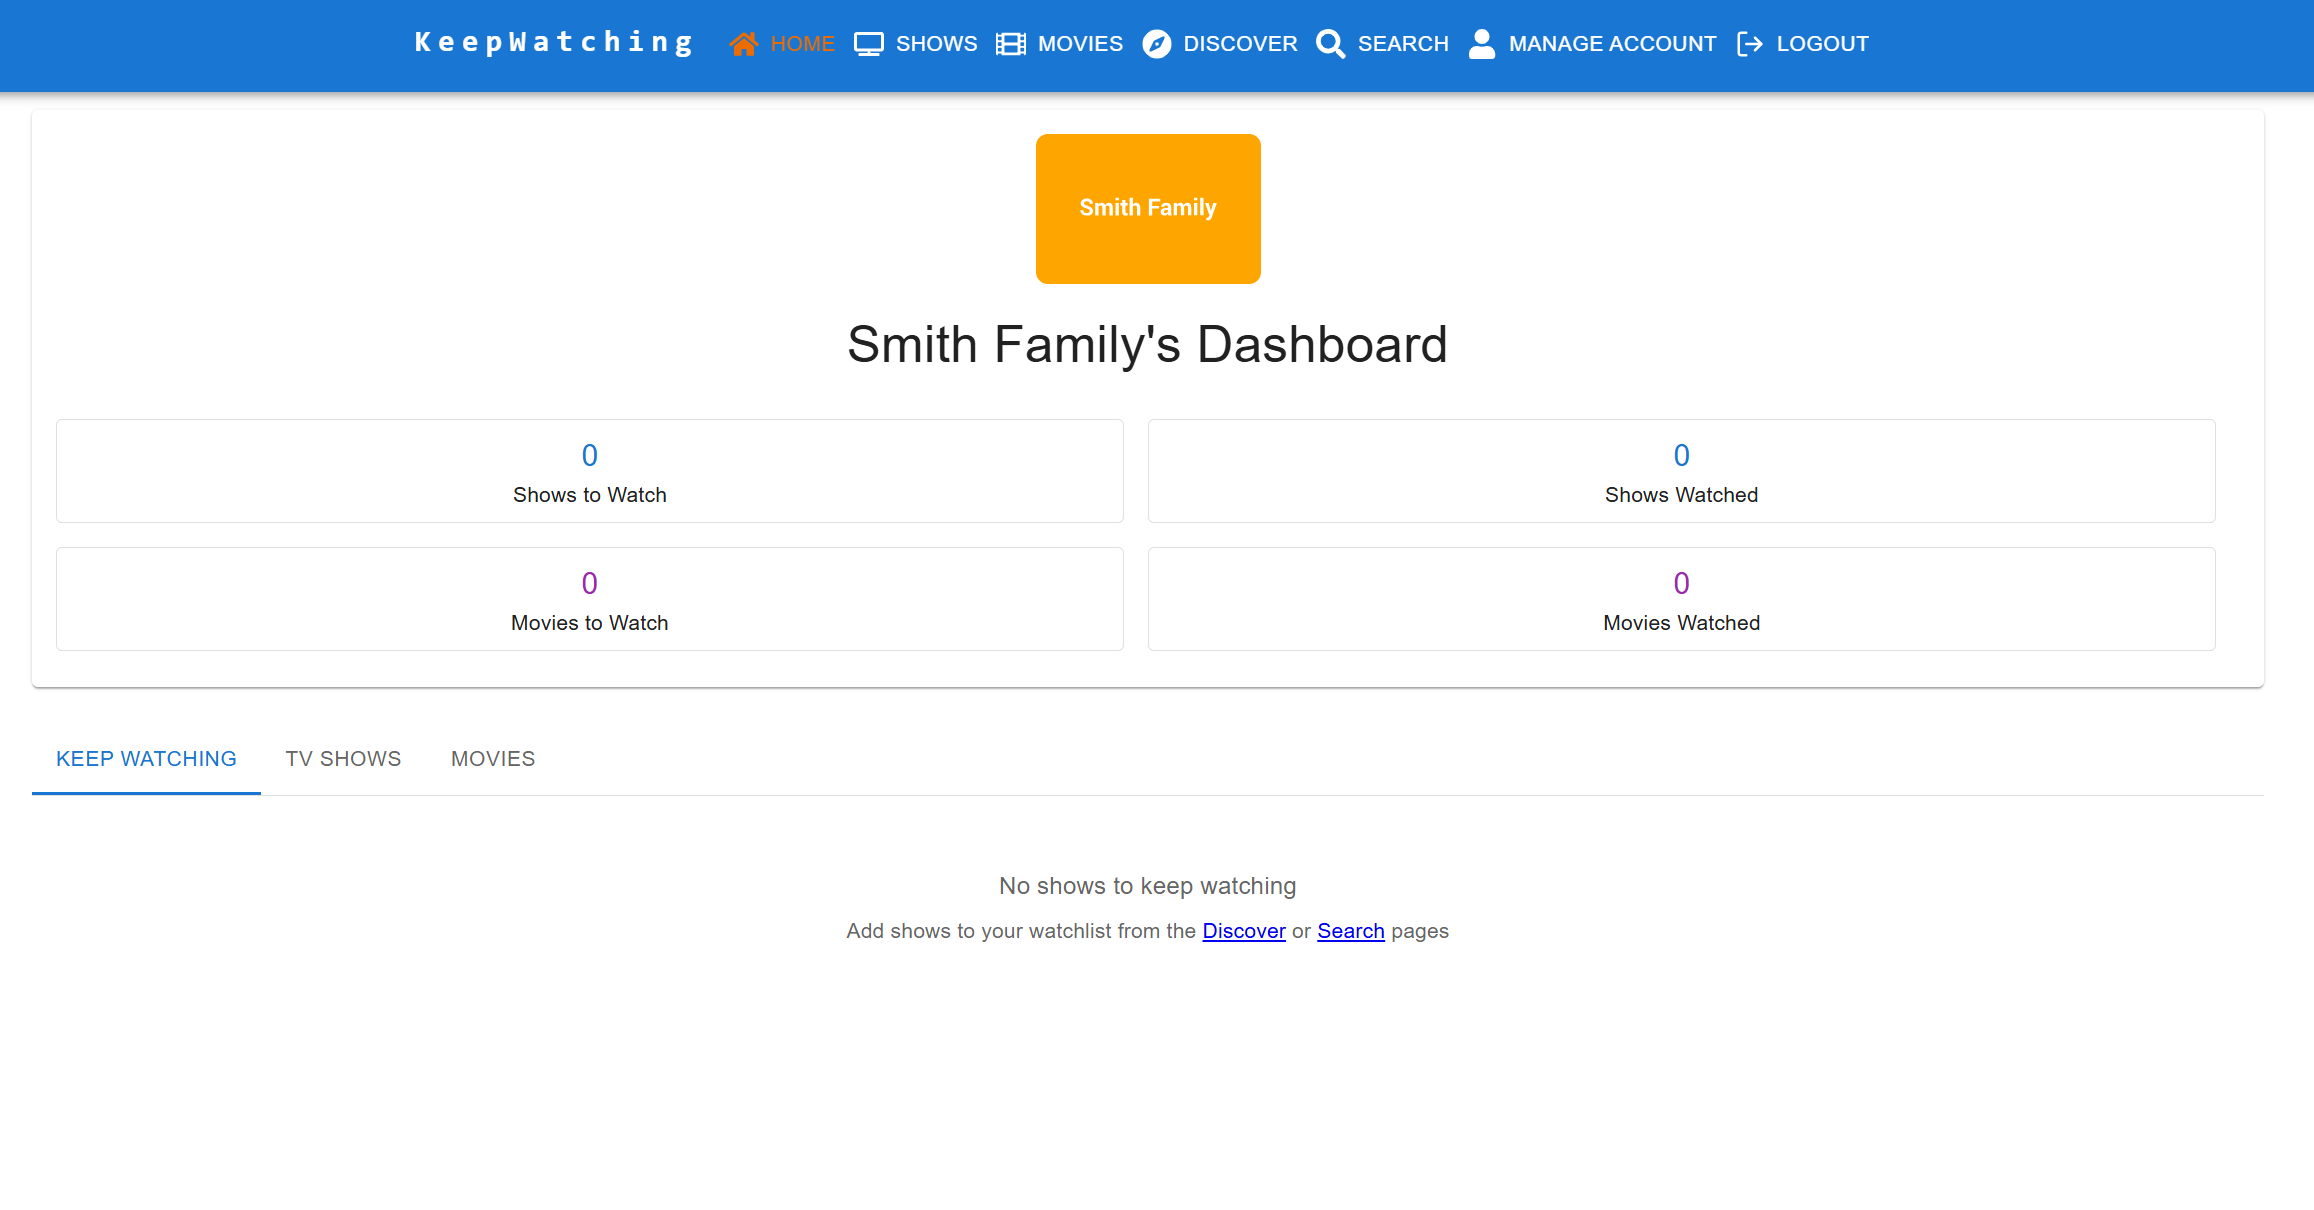 KeepWatching HOME SHOWS MOVIES DISCOVER SEARCH MANAGE ACCOUNT LOGOUT
Smith Family
Smith Family's Dashboard
0
Shows to Watch
0
Shows Watched
0
Movies to Watch
0
Movies Watched
KEEP WATCHING TV SHOWS MOVIES
No shows to keep watching
Add shows to your watchlist from the Discover or Search pages